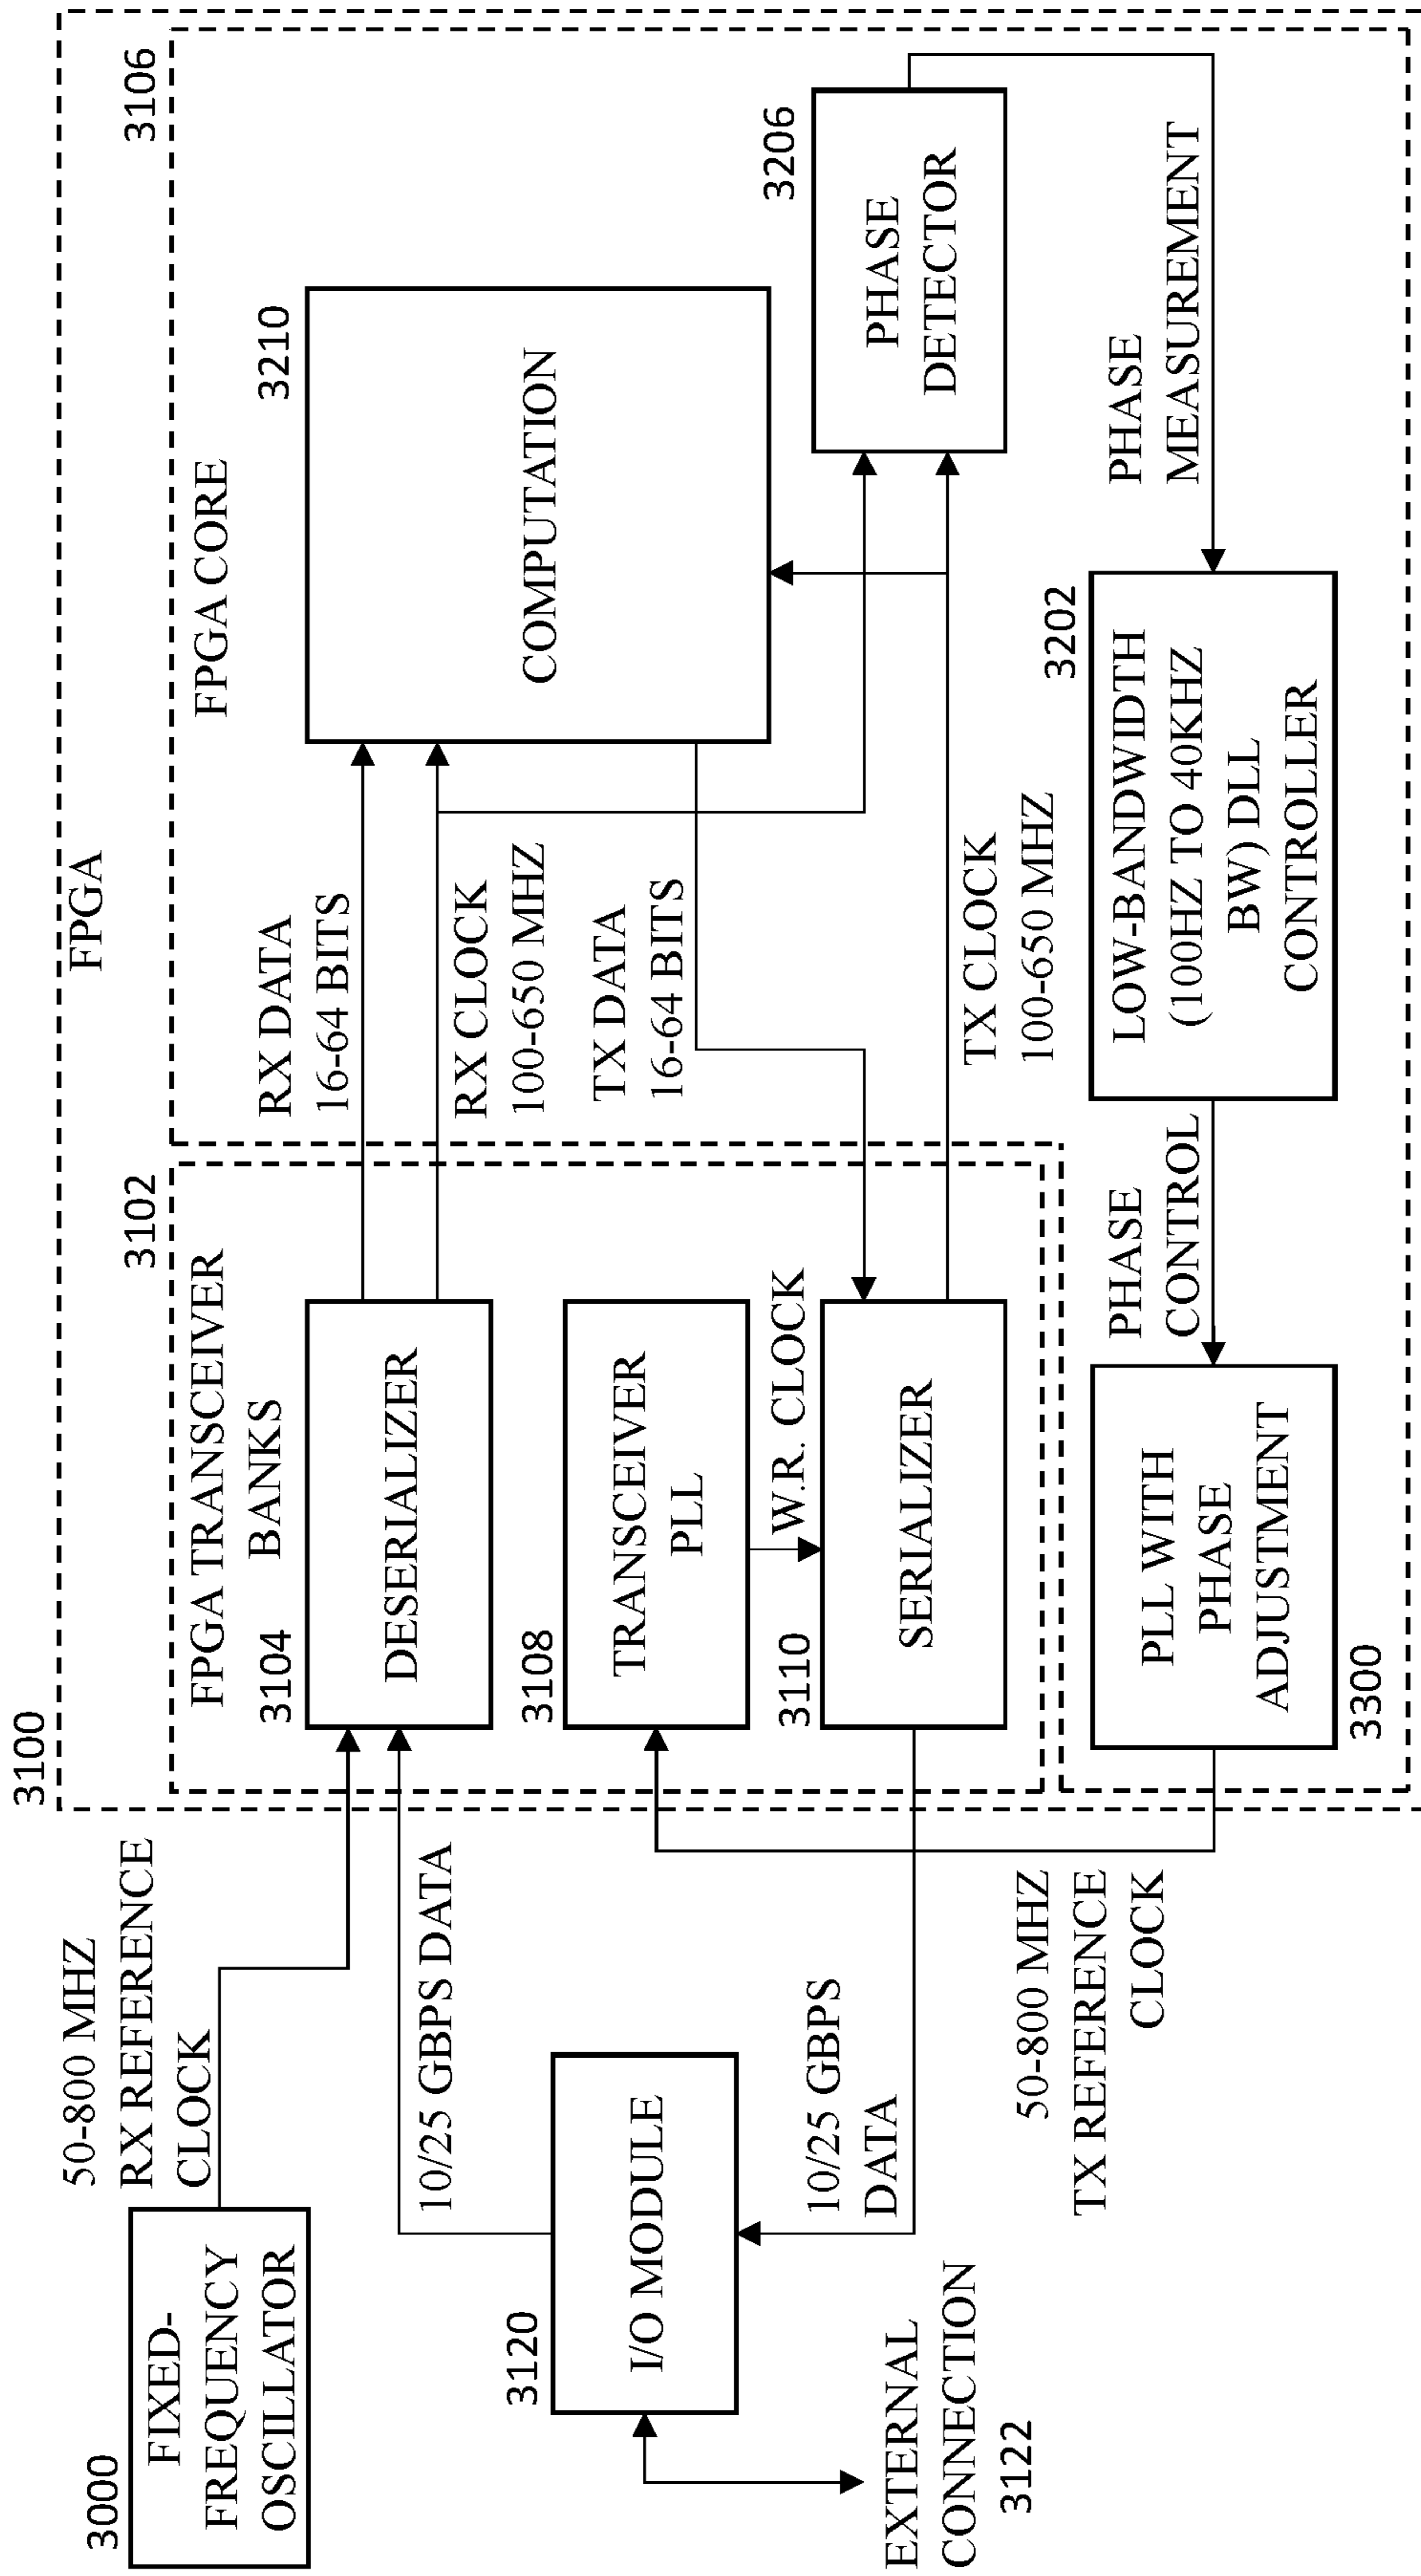 3000
FIXED-
FREQUENCY
OSCILLATOR
50-800 MHZ
RX REFERENCE
CLOCK
3100
FPGA
3102
FPGA TRANSCEIVER
BANKS
3104
DESERIALIZER
3108
TRANSCEIVER
PLL
W.R. CLOCK
3110
SERIALIZER
3106
FPGA CORE
RX DATA
16-64 BITS
RX CLOCK
100-650 MHZ
TX DATA
16-64 BITS
TX CLOCK
100-650 MHZ
3210
COMPUTATION
3206
PHASE
DETECTOR
PHASE
MEASUREMENT
3202
LOW-BANDWIDTH
(100HZ TO 40KHZ
BW) DLL
CONTROLLER
PHASE
CONTROL
PLL WITH
PHASE
ADJUSTMENT
3300
10/25 GBPS DATA
3120
I/O MODULE
10/25 GBPS
DATA
50-800 MHZ
TX REFERENCE
CLOCK
EXTERNAL
CONNECTION
3122